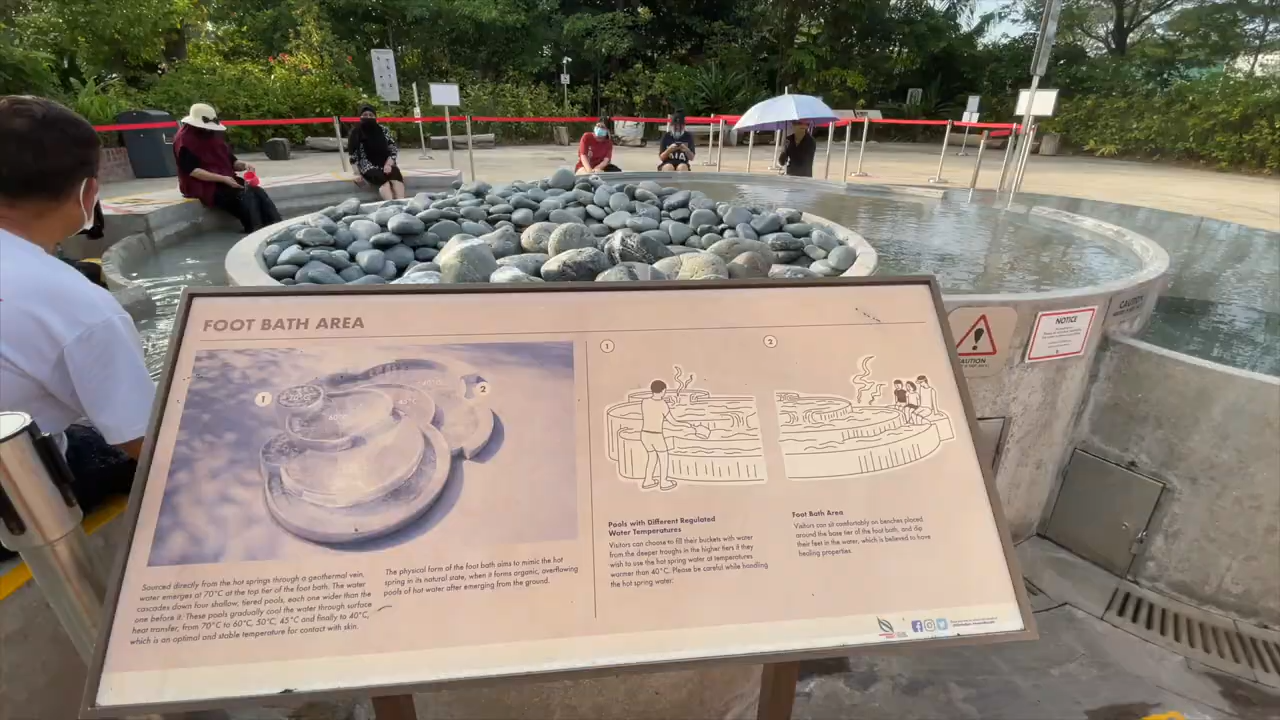 FOOT BATH AREA
1
2
1
2
70°C
Sourced directly from the hot springs through a geothermal vein,
water emerges at 70°C at the top tier of the foot bath. The water
cascades down four shallow, tiered pools, each one wider than the
one before it. These pools gradually cool the water through surface
heat transfer, from 70°C to 60°C, 50°C, 45°C and finally to 40°C,
which is an optimal and stable temperature for contact with skin.
The physical form of the foot bath aims to mimic the hot
spring in its natural state, when it forms organic, overflowing
pools of hot water after emerging from the ground.
Pools with Different Regulated
Water Temperatures
Visitors can choose to fill their buckets with water
from the deeper troughs in the higher tiers if they
wish to use the hot spring water at temperatures
warmer than 40°C. Please be careful while handling
the hot spring water.
Foot Bath Area
Visitors can sit comfortably on benches placed
around the base tier of the foot bath, and dip
their feet in the water, which is believed to have
healing properties.
CAUTION
NOTICE
CAUTION